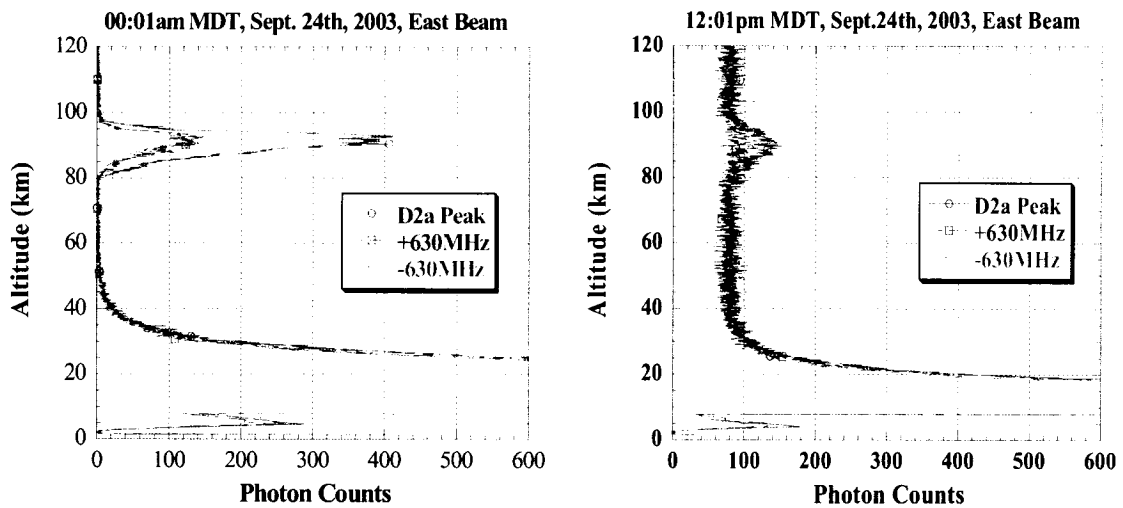 00:01am MDT, Sept. 24th, 2003, East Beam
120
100
80
60
40
20
0
Altitude (km)
D2a Peak
+630MHz
-630MHz
0 100 200 300 400 500 600
Photon Counts
12:01pm MDT, Sept.24th, 2003, East Beam
120
100
80
60
40
20
0
Altitude (km)
D2a Peak
+630MHz
-630MHz
0 100 200 300 400 500 600
Photon Counts